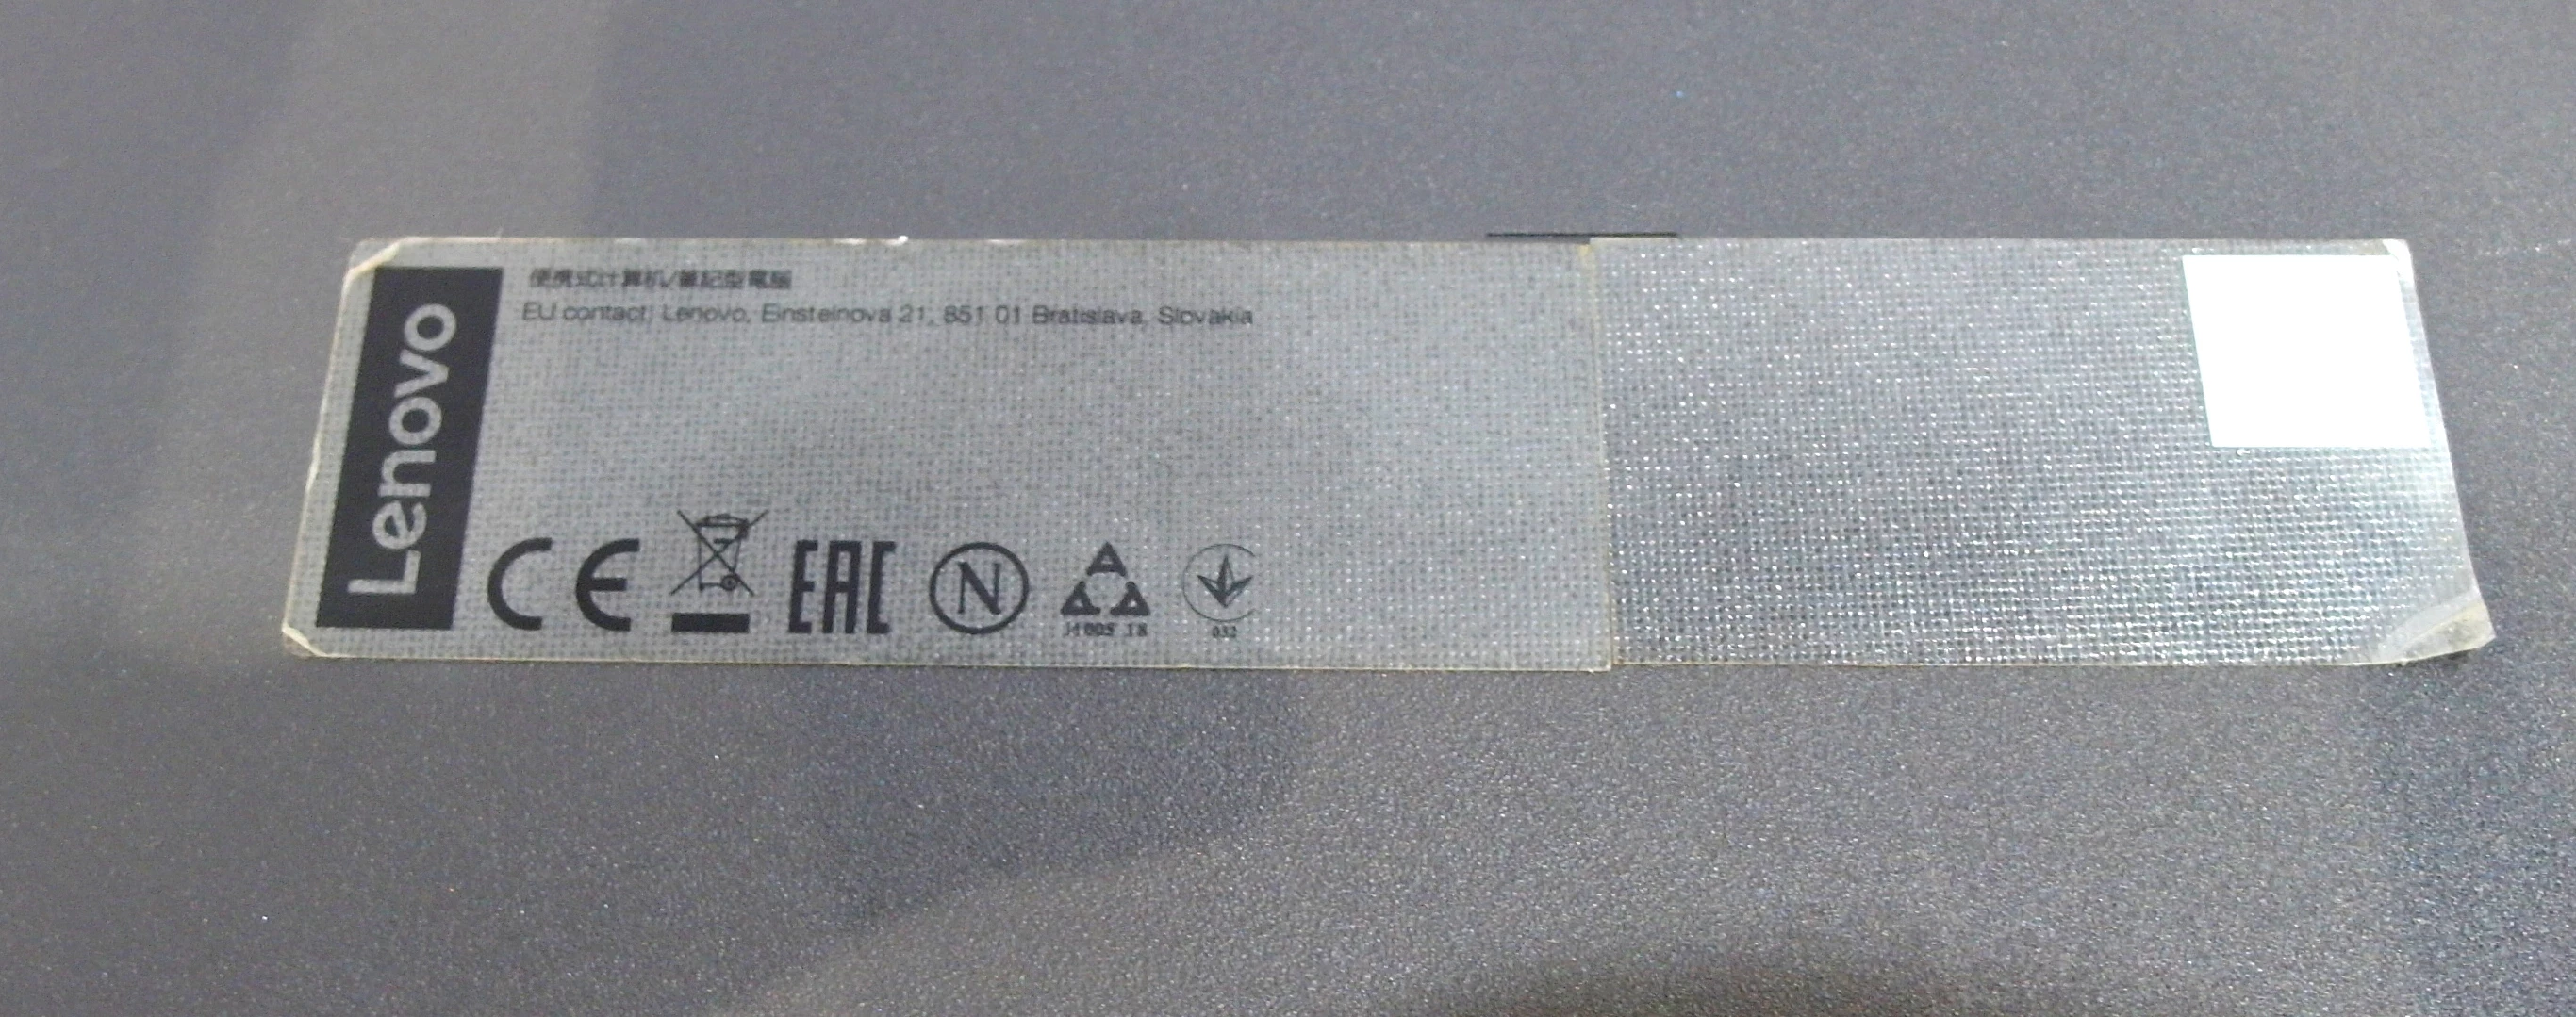 Lenovo
便携式计算机/筆記型電腦
EU contact: Lenovo, Einsteinova 21, 851 01 Bratislava, Slovakia
CE EAC N
032